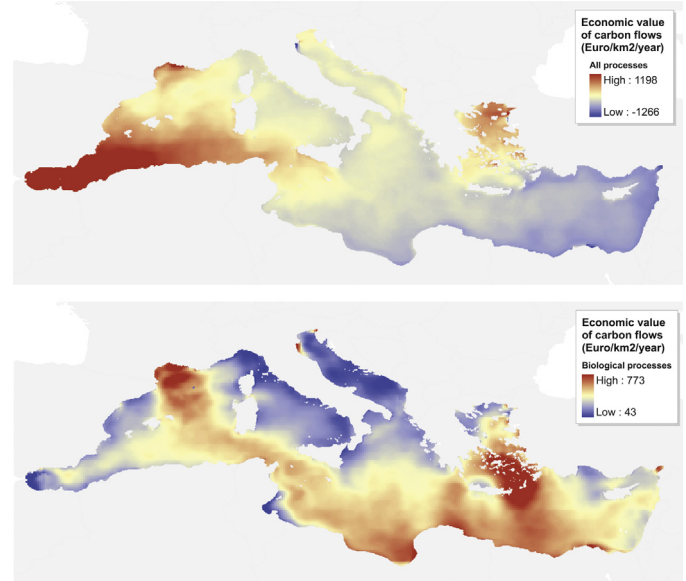 Economic value
of carbon flows
(Euro/km2/year)
All processes
High : 1198
Low : -1266
Economic value
of carbon flows
(Euro/km2/year)
Biological processes
High : 773
Low : 43